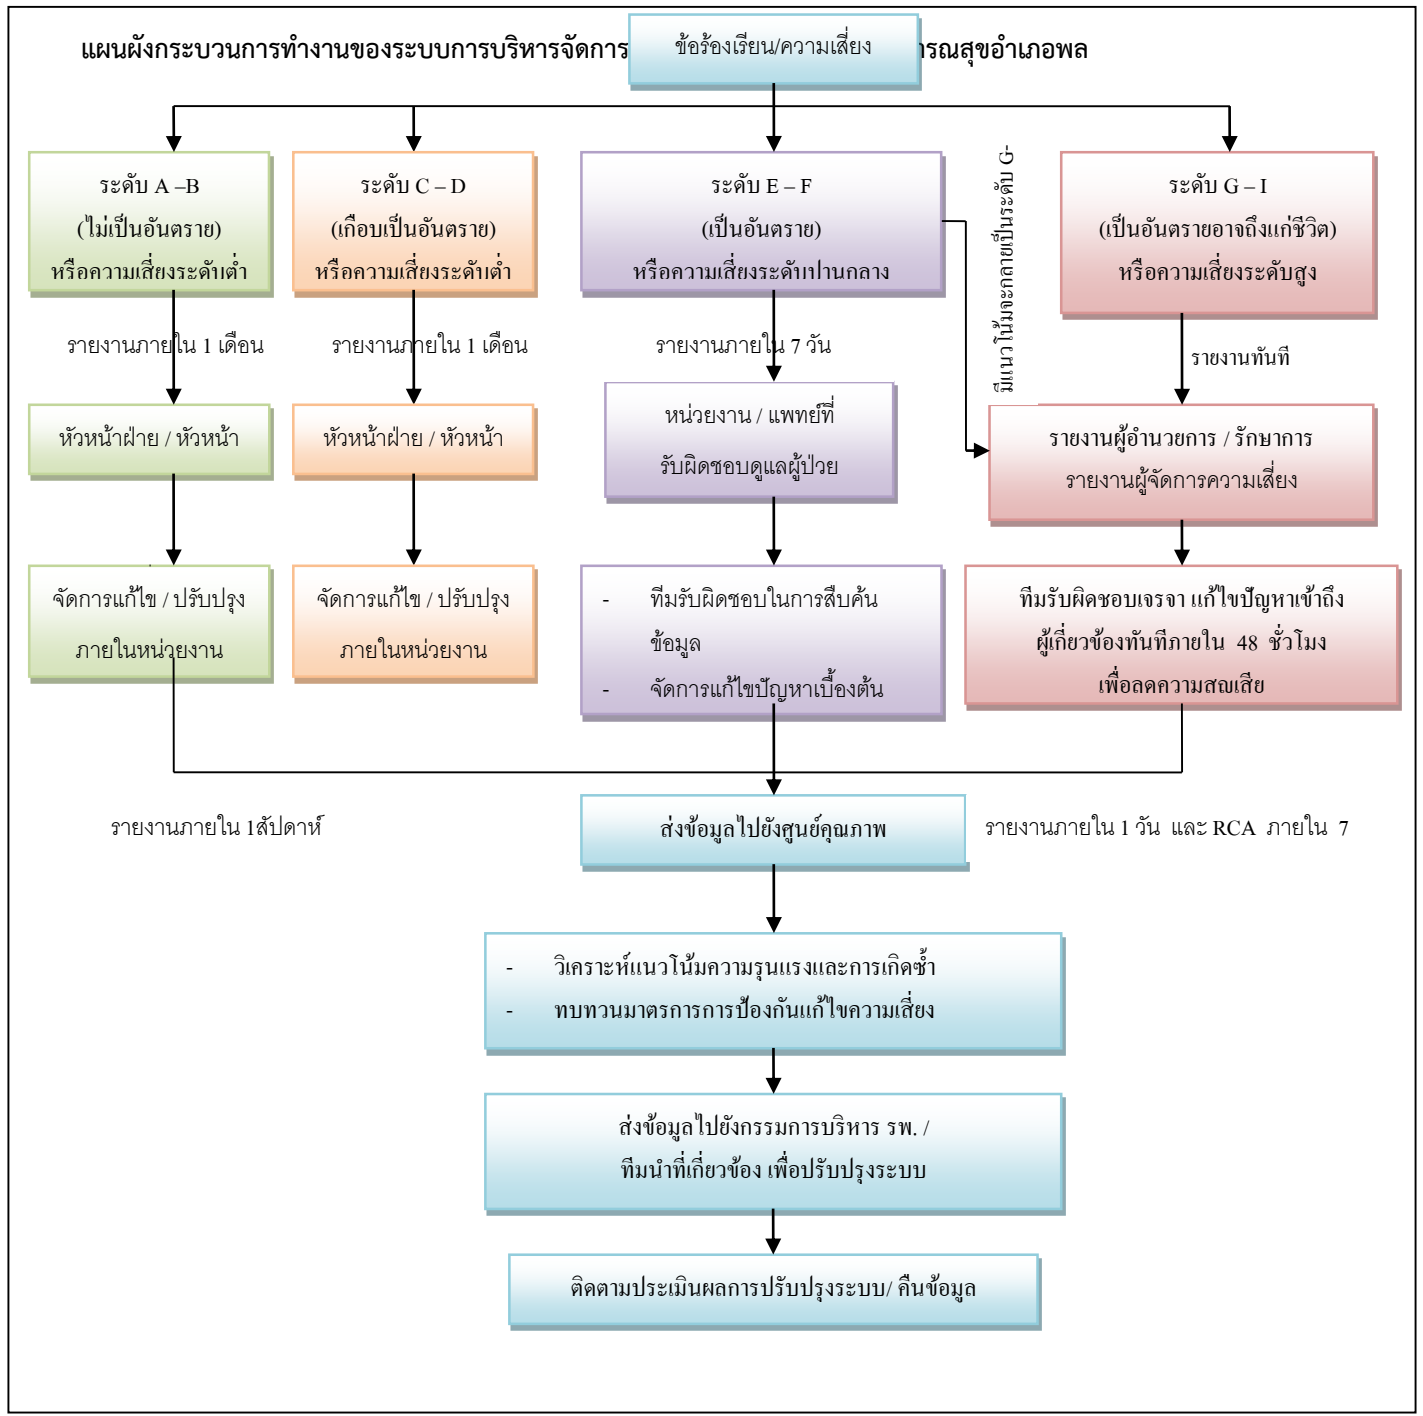 แผนผังกระบวนการทำงานของระบบการบริหารจัดการ
ข้อร้องเรียน/ความเสี่ยง
ารณสุขอำเภอพล
ระดับ A –B
(ไม่เป็นอันตราย)
หรือความเสี่ยงระดับต่ำ
ระดับ C – D
(เกือบเป็นอันตราย)
หรือความเสี่ยงระดับต่ำ
ระดับ E – F
(เป็นอันตราย)
หรือความเสี่ยงระดับปานกลาง
มีแนวโน้มจะกลายเป็นระดับ G-
ระดับ G – I
(เป็นอันตรายอาจถึงแก่ชีวิต)
หรือความเสี่ยงระดับสูง
รายงานภายใน 1 เดือน
รายงานภายใน 1 เดือน
รายงานภายใน 7 วัน
รายงานทันที
หัวหน้าฝ่าย / หัวหน้า
หัวหน้าฝ่าย / หัวหน้า
หน่วยงาน / แพทย์ที่
รับผิดชอบดูแลผู้ป่วย
รายงานผู้อำนวยการ / รักษาการ
รายงานผู้จัดการความเสี่ยง
จัดการแก้ไข / ปรับปรุง
ภายในหน่วยงาน
จัดการแก้ไข / ปรับปรุง
ภายในหน่วยงาน
- ทีมรับผิดชอบในการสืบค้น
ข้อมูล
- จัดการแก้ไขปัญหาเบื้องต้น
ทีมรับผิดชอบเจรจา แก้ไขปัญหาเข้าถึง
ผู้เกี่ยวข้องทันทีภายใน 48 ชั่วโมง
เพื่อลดความสูญเสีย
รายงานภายใน 1สัปดาห์
ส่งข้อมูลไปยังศูนย์คุณภาพ
รายงานภายใน 1 วัน และ RCA ภายใน 7
- วิเคราะห์แนวโน้มความรุนแรงและการเกิดซ้ำ
- ทบทวนมาตรการการป้องกันแก้ไขความเสี่ยง
ส่งข้อมูลไปยังกรรมการบริหาร รพ. /
ทีมนำที่เกี่ยวข้อง เพื่อปรับปรุงระบบ
ติดตามประเมินผลการปรับปรุงระบบ/ คืนข้อมูล